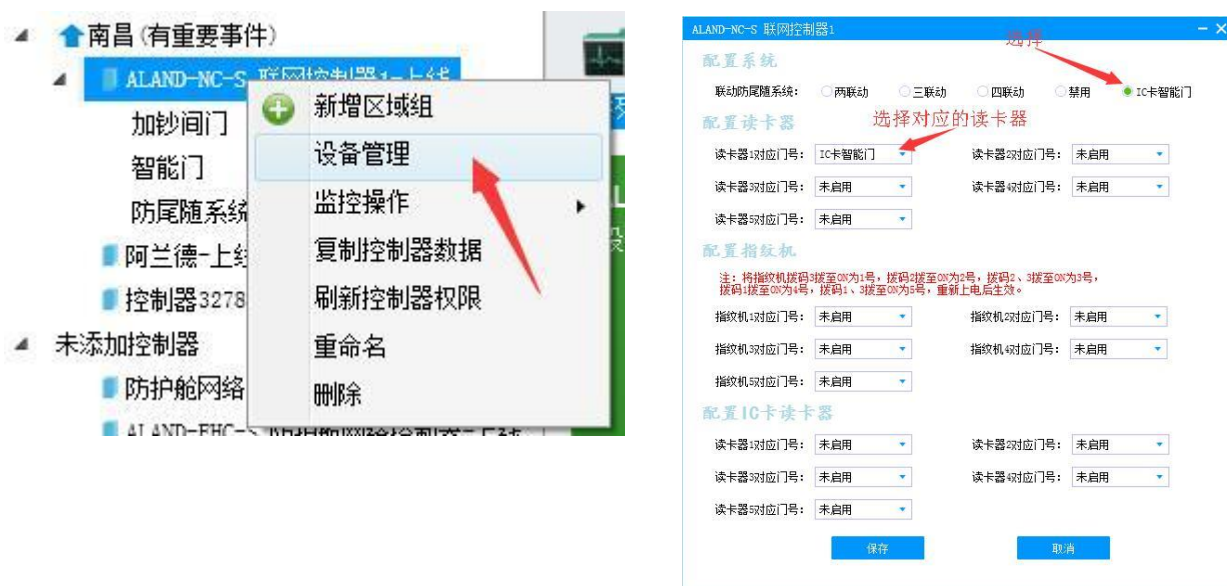 南昌(有重要事件)
ALAND-NC-S 联网控制器1-上线
加钞间门
智能门
防尾随系统
阿兰德-上线
控制器3278
未添加控制器
防护舱网络
新增区域组
设备管理
监控操作
复制控制器数据
刷新控制器权限
重命名
删除
ALAND-NC-S 联网控制器1
选择
配置系统
联动防尾随系统: 两联动 三联动 四联动 禁用 IC卡智能门
配置读卡器
选择对应的读卡器
读卡器1对应门号: IC卡智能门 读卡器2对应门号: 未启用
读卡器3对应门号: 未启用 读卡器4对应门号: 未启用
读卡器5对应门号: 未启用
配置指纹机
注: 将指纹机拨码3拨至ON为1号, 拨码2拨至ON为2号, 拨码2、3拨至ON为3号,
拨码1拨至ON为4号, 拨码1、3拨至ON为5号, 重新上电后生效。
指纹机1对应门号: 未启用 指纹机2对应门号: 未启用
指纹机3对应门号: 未启用 指纹机4对应门号: 未启用
指纹机5对应门号: 未启用
配置IC卡读卡器
读卡器1对应门号: 未启用 读卡器2对应门号: 未启用
读卡器3对应门号: 未启用 读卡器4对应门号: 未启用
读卡器5对应门号: 未启用
保存 取消